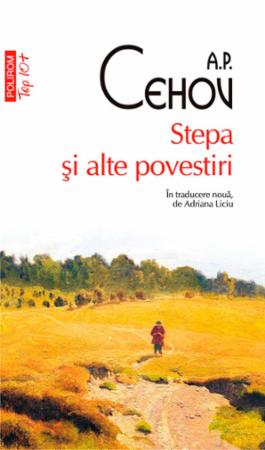 POLIROM
Top 10+
A.P.
CEHOV
Stepa
şi alte povestiri
În traducere nouă,
de Adriana Liciu